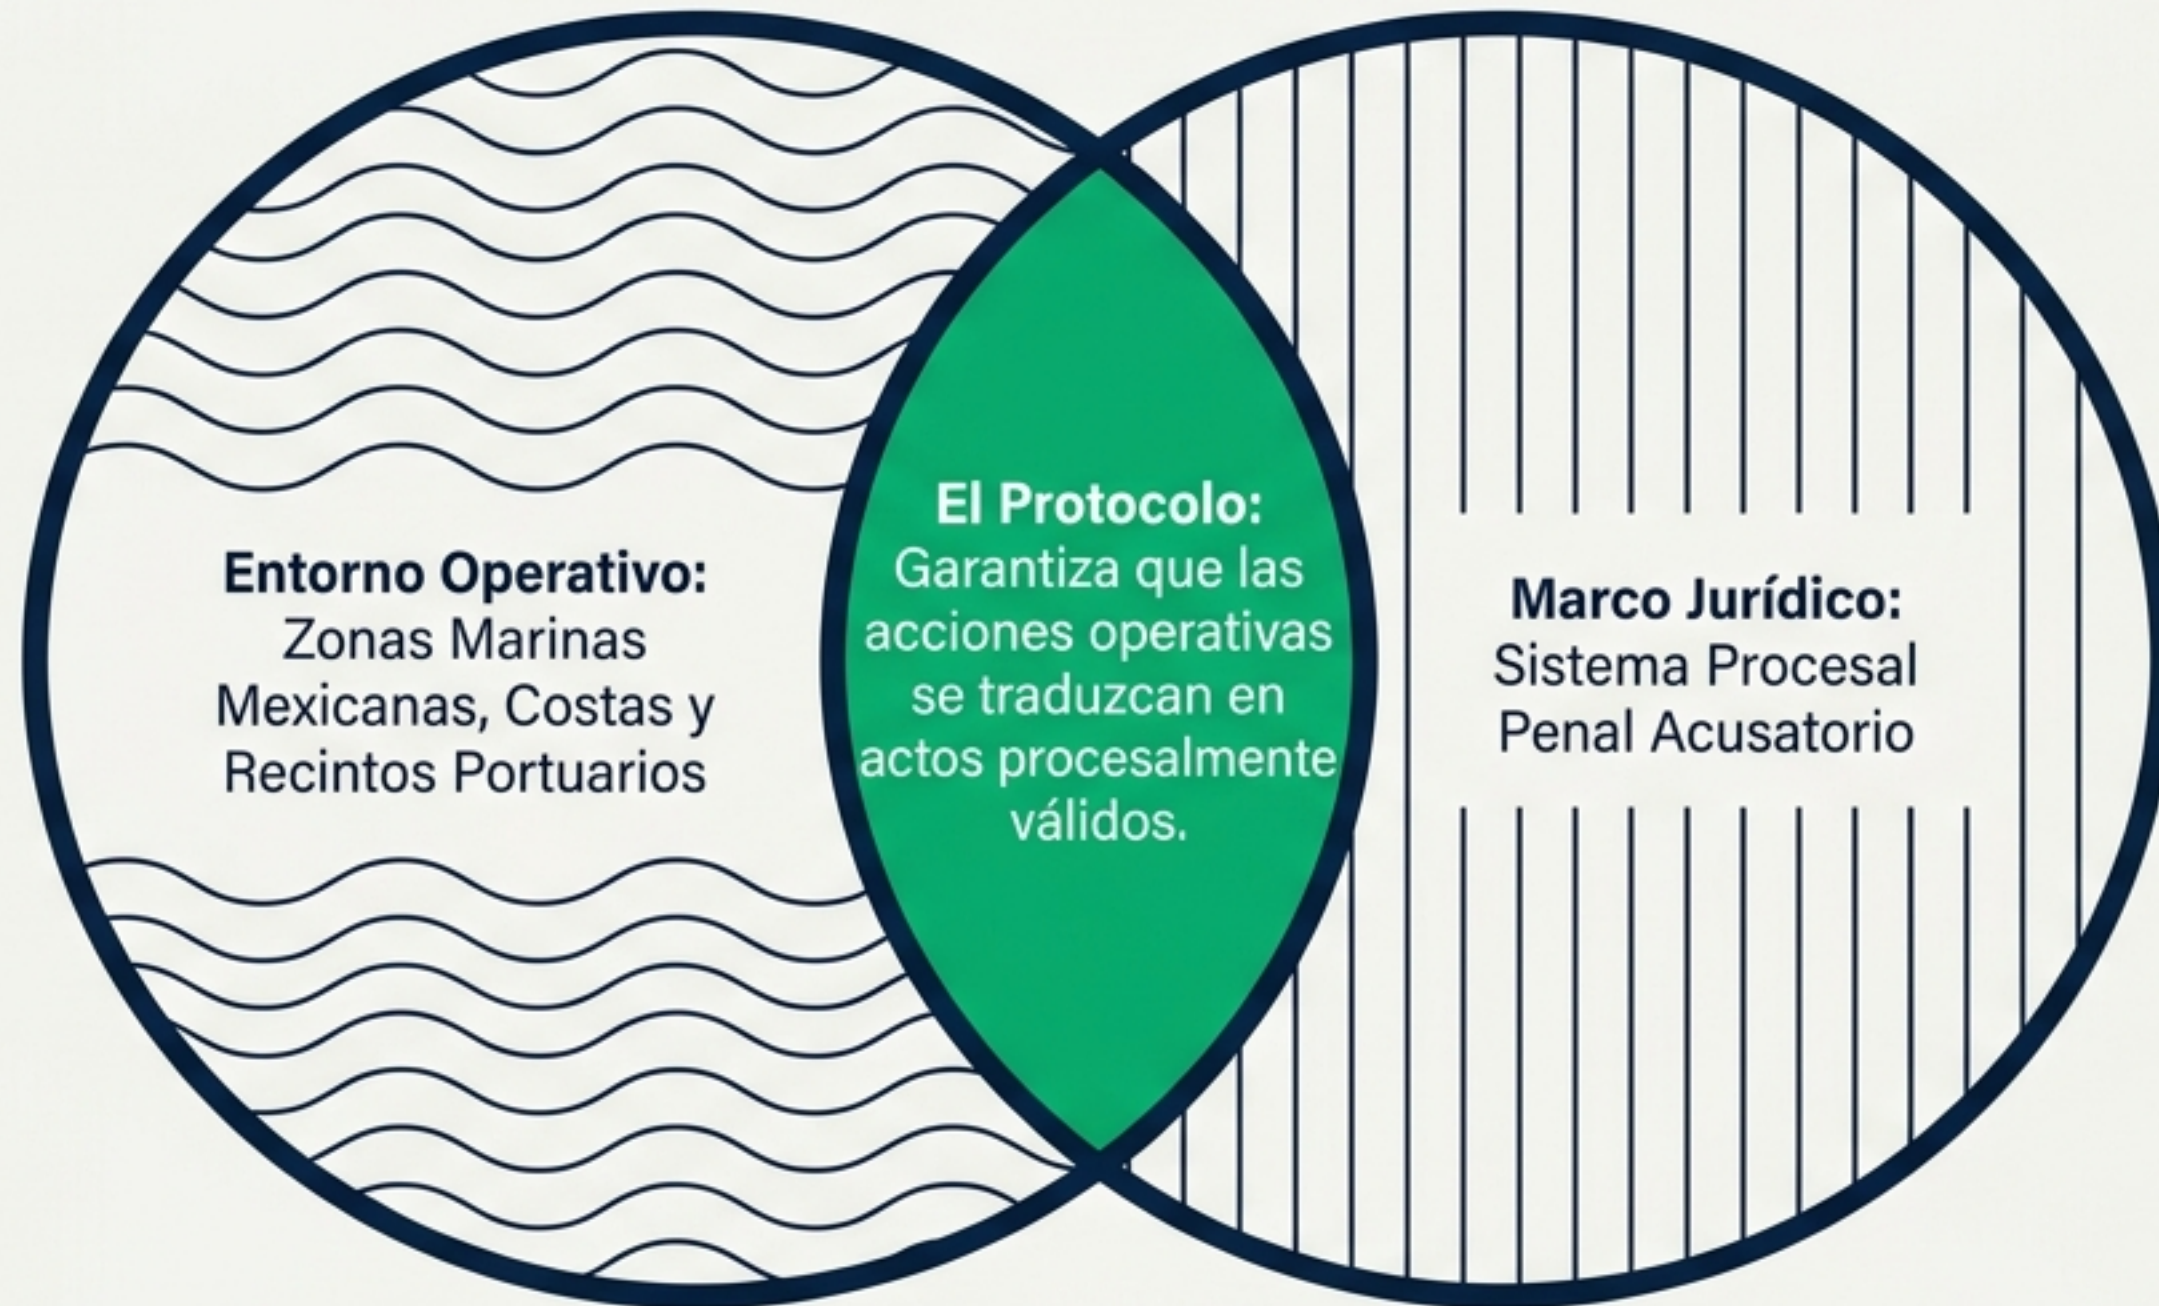 Entorno Operativo:
Zonas Marinas
Mexicanas, Costas y
Recintos Portuarios
El Protocolo:
Garantiza que las
acciones operativas
se traduzcan en
actos procesalmente
válidos.
Marco Jurídico:
Sistema Procesal
Penal Acusatorio